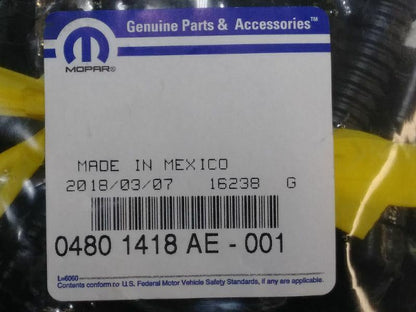 Genuine Parts & Accessories™
MOPAR®
MADE IN MEXICO
2018/03/07 16238 G
0480 1418 AE - 001
L=6060
Contents conform to U.S. Federal Motor Vehicle Safety Standards, if any are applicable.